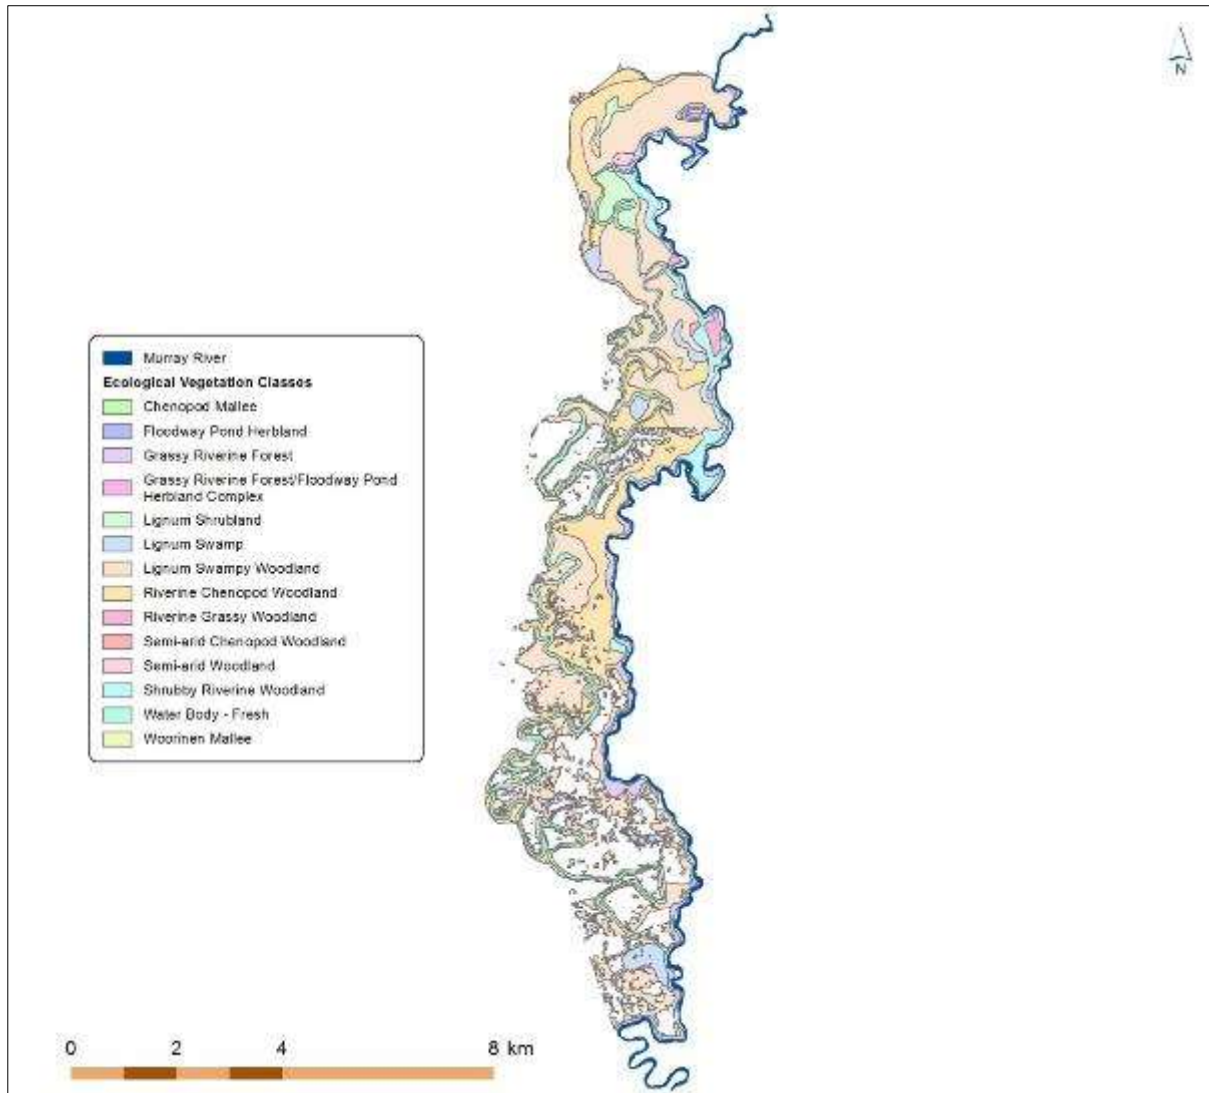 N
Murray River
Ecological Vegetation Classes
Chenopod Mallee
Floodway Pond Herbland
Grassy Riverine Forest
Grassy Riverine Forest/Floodway Pond
Herbland Complex
Lignum Shrubland
Lignum Swamp
Lignum Swampy Woodland
Riverine Chenopod Woodland
Riverine Grassy Woodland
Semi-arid Chenopod Woodland
Semi-arid Woodland
Shrubby Riverine Woodland
Water Body - Fresh
Woorinen Mallee
0 2 4 8 km